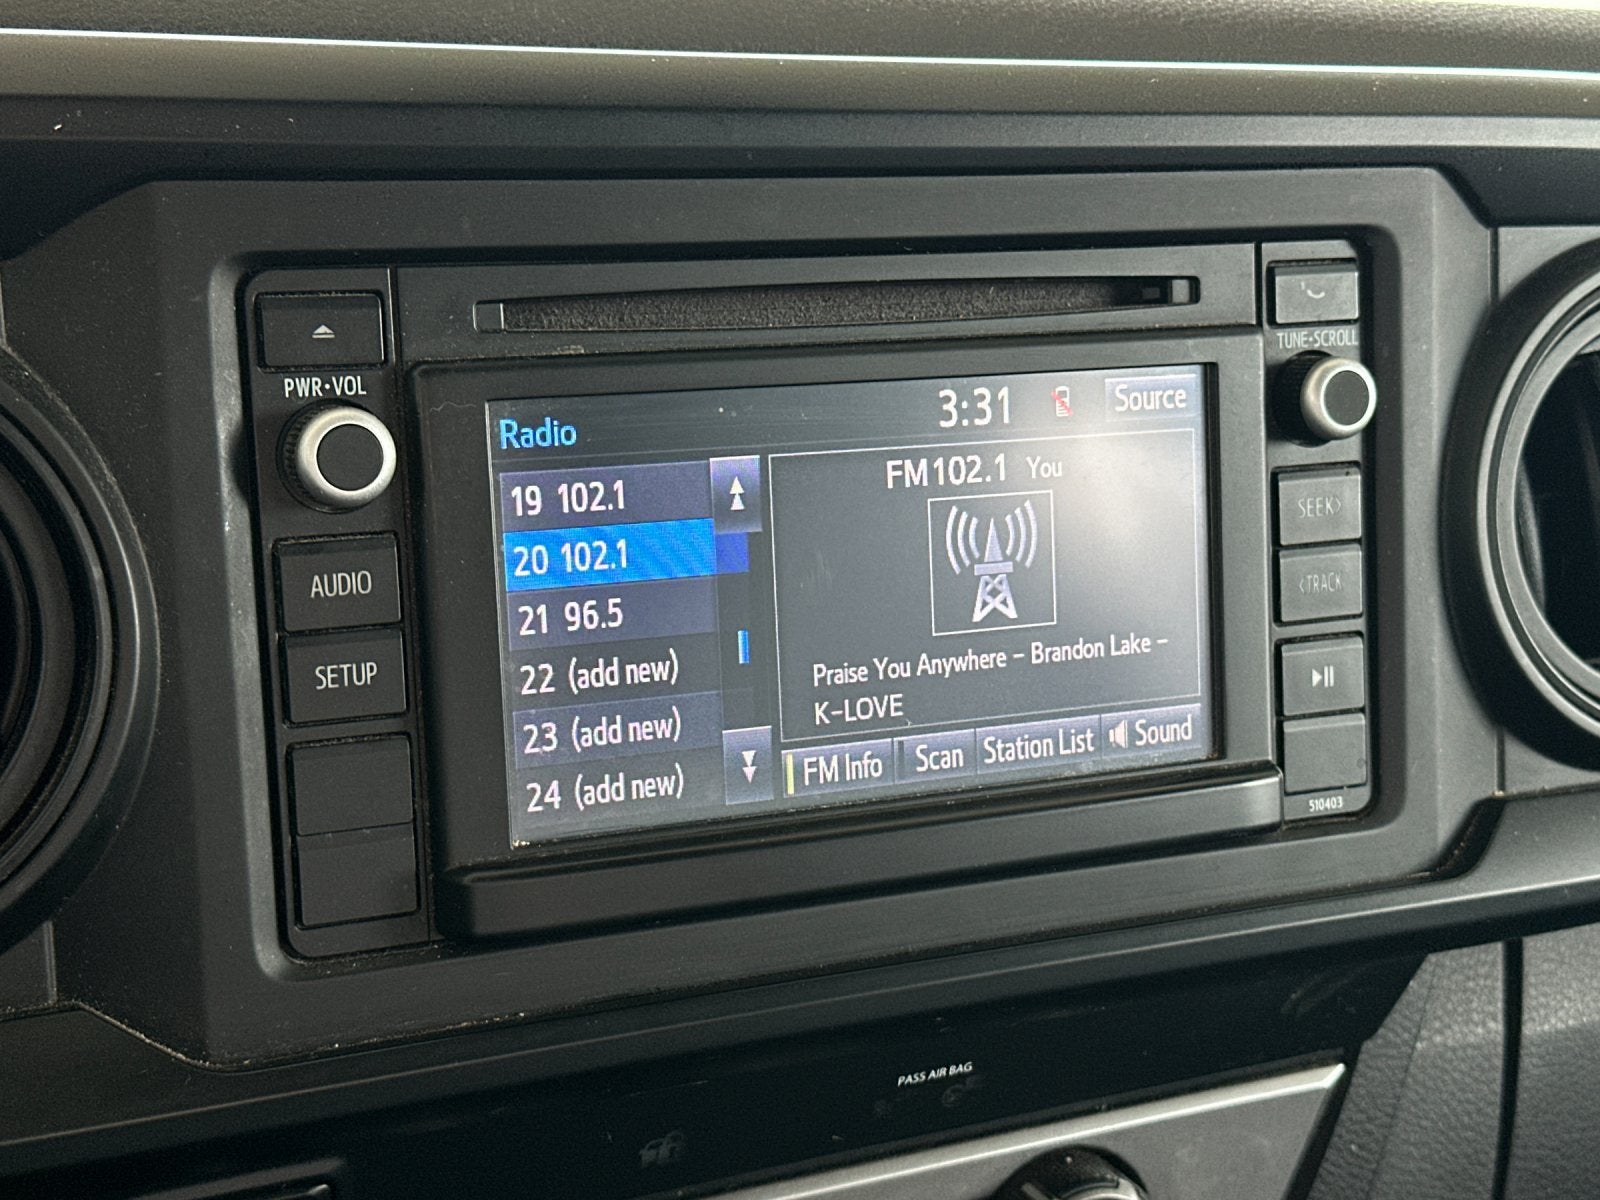 PWR•VOL
AUDIO
SETUP
TUNE•SCROLL
SEEK>
<TRACK
510403
Radio
3:31
Source
19 102.1
20 102.1
21 96.5
22 (add new)
23 (add new)
24 (add new)
FM 102.1 You
Praise You Anywhere – Brandon Lake –
K-LOVE
FM Info
Scan
Station List
Sound
PASS AIR BAG